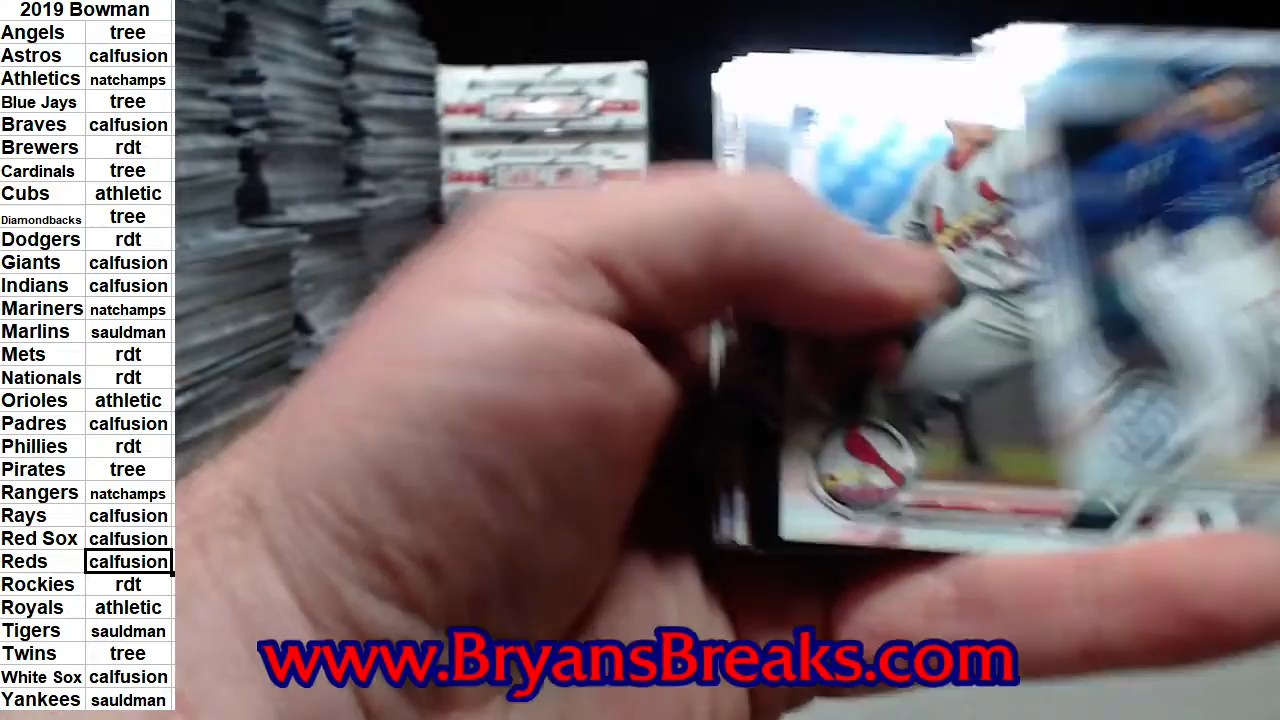 2019 Bowman
Angels tree
Astros calfusion
Athletics natchamps
Blue Jays tree
Braves calfusion
Brewers rdt
Cardinals tree
Cubs athletic
Diamondbacks tree
Dodgers rdt
Giants calfusion
Indians calfusion
Mariners natchamps
Marlins sauldman
Mets rdt
Nationals rdt
Orioles athletic
Padres calfusion
Phillies rdt
Pirates tree
Rangers natchamps
Rays calfusion
Red Sox calfusion
Reds calfusion
Rockies rdt
Royals athletic
Tigers sauldman
Twins tree
White Sox calfusion
Yankees sauldman
www.BryansBreaks.com